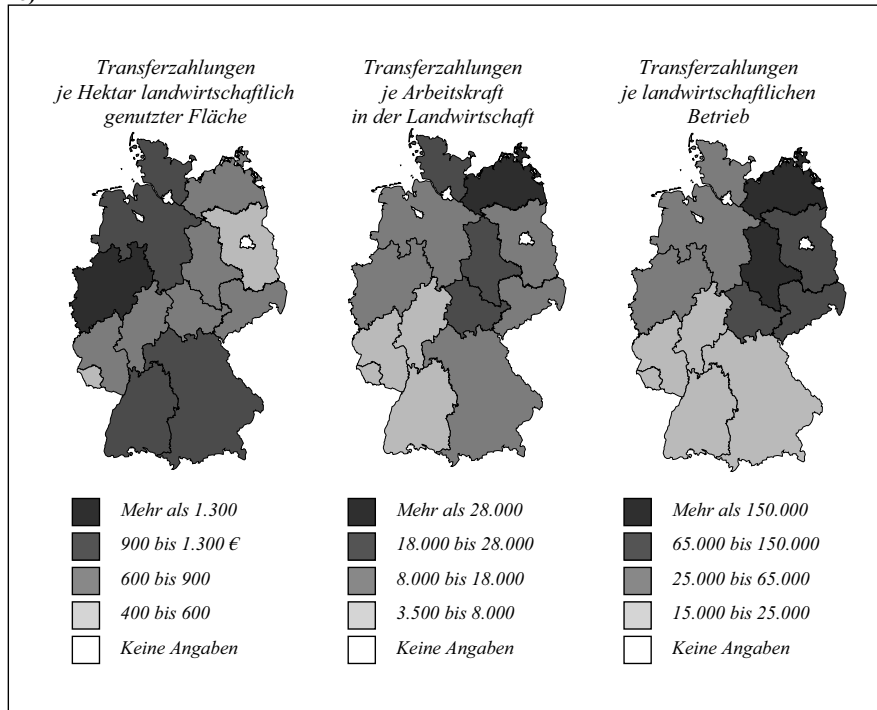 Transferzahlungen
je Hektar landwirtschaftlich
genutzter Fläche
Transferzahlungen
je Arbeitskraft
in der Landwirtschaft
Transferzahlungen
je landwirtschaftlichen
Betrieb
Mehr als 1.300
900 bis 1.300 €
600 bis 900
400 bis 600
Keine Angaben
Mehr als 28.000
18.000 bis 28.000
8.000 bis 18.000
3.500 bis 8.000
Keine Angaben
Mehr als 150.000
65.000 bis 150.000
25.000 bis 65.000
15.000 bis 25.000
Keine Angaben